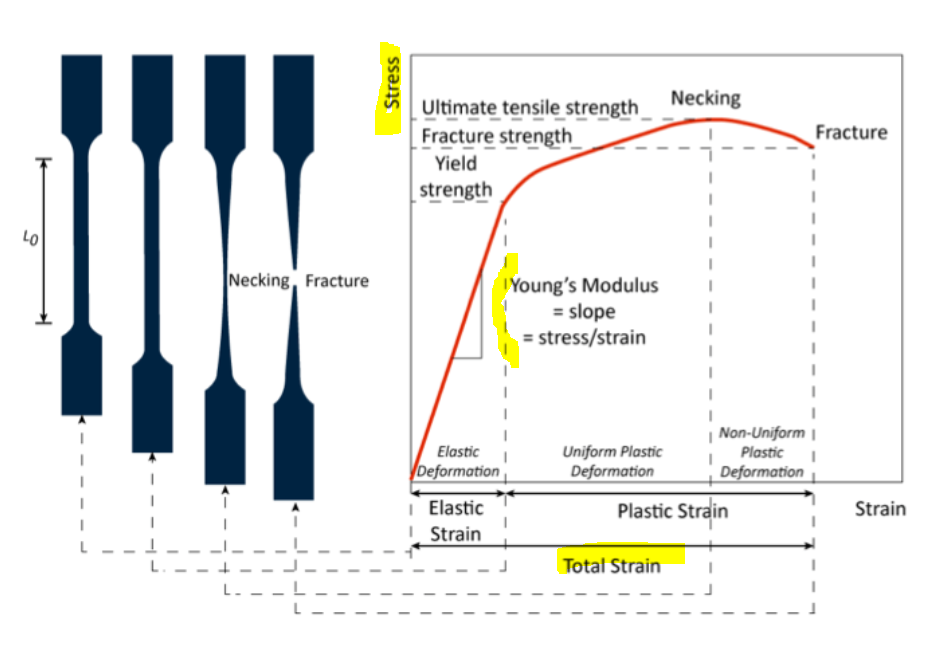 Stress
Ultimate tensile strength
Necking
Fracture strength
Fracture
Yield
strength
L0
Necking
Fracture
Young's Modulus
= slope
= stress/strain
Elastic
Deformation
Uniform Plastic
Deformation
Non-Uniform
Plastic
Deformation
Elastic
Strain
Plastic Strain
Strain
Total Strain